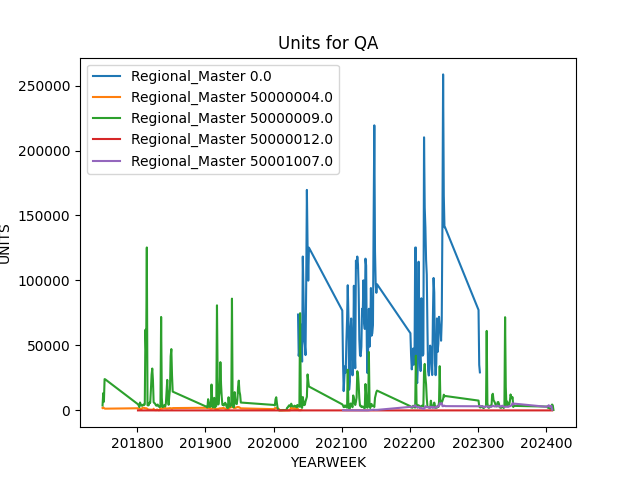 Units for QA
Regional_Master 0.0
Regional_Master 50000004.0
Regional_Master 50000009.0
Regional_Master 50000012.0
Regional_Master 50001007.0
250000
200000
150000
100000
50000
0
UNITS
201800 201900 202000 202100 202200 202300 202400
YEARWEEK